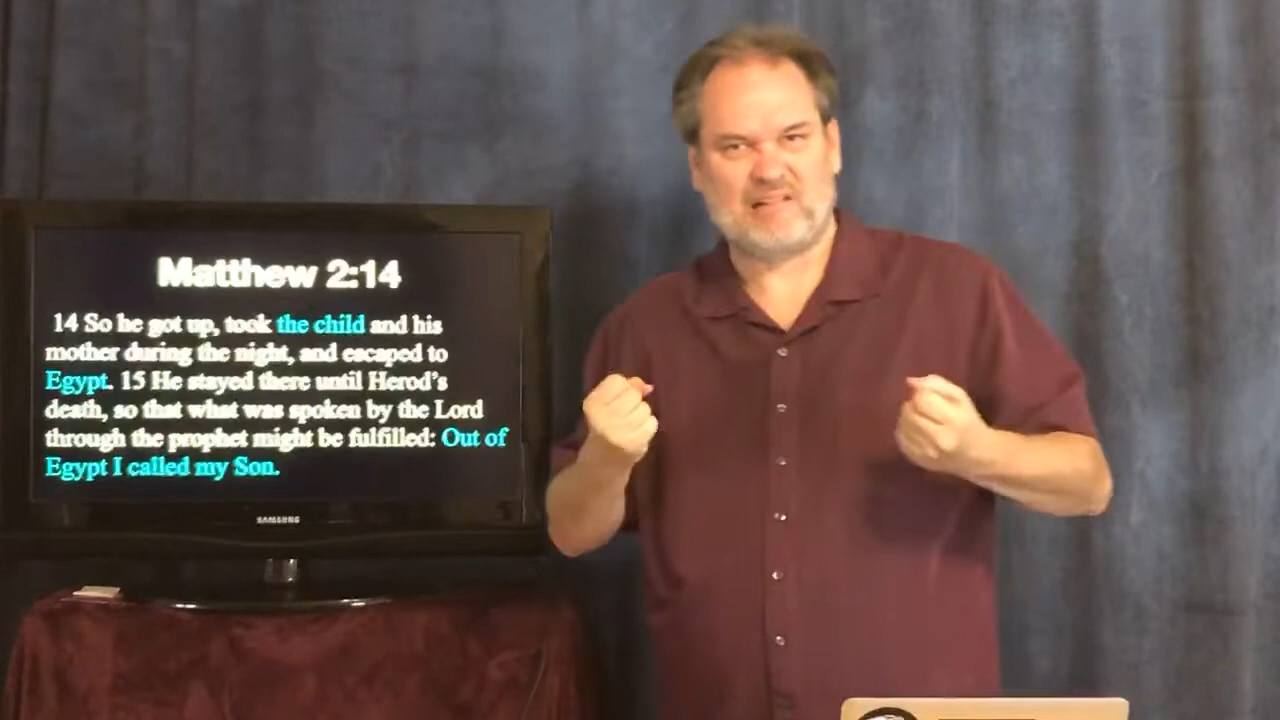 Matthew 2:14
14 So he got up, took the child and his
mother during the night, and escaped to
Egypt. 15 He stayed there until Herod's
death, so that what was spoken by the Lord
through the prophet might be fulfilled: Out of
Egypt I called my Son.
SAMSUNG